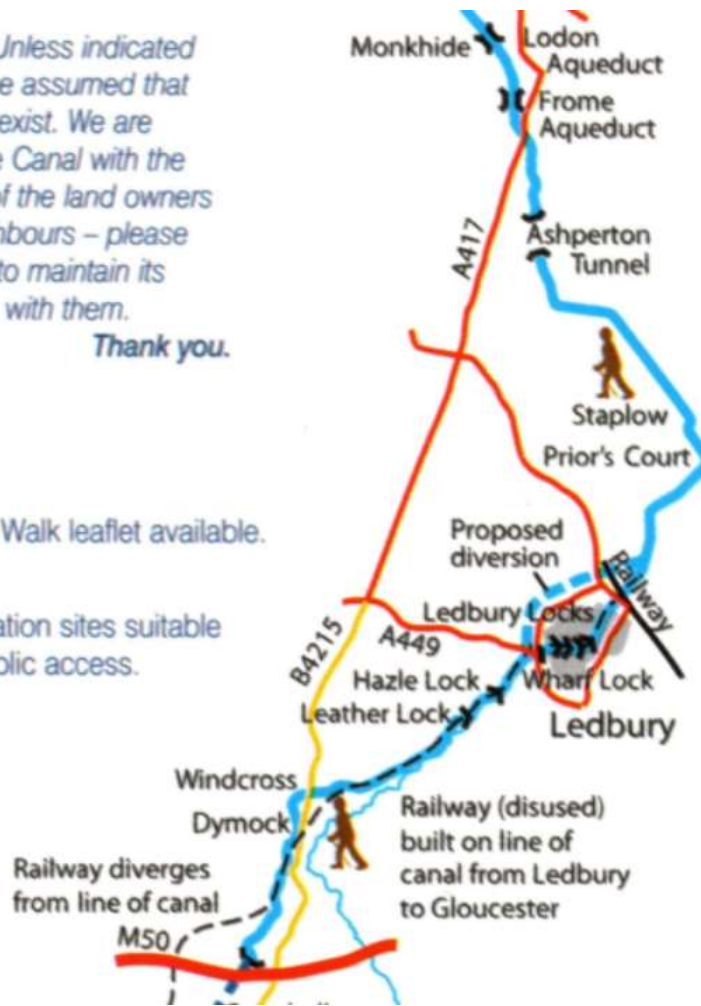 Unless indicated
e assumed that
exist. We are
e Canal with the
of the land owners
nbours – please
to maintain its
with them.
Thank you.
Walk leaflet available.
ation sites suitable
olic access.
Monkhide
Lodon
Aqueduct
Frome
Aqueduct
A417
Ashperton
Tunnel
Staplow
Prior's Court
Proposed
diversion
Railway
Ledbury Locks
A449
B4215
Hazle Lock
Wharf Lock
Leather Lock
Ledbury
Windcross
Dymock
Railway (disused)
built on line of
canal from Ledbury
to Gloucester
Railway diverges
from line of canal
M50